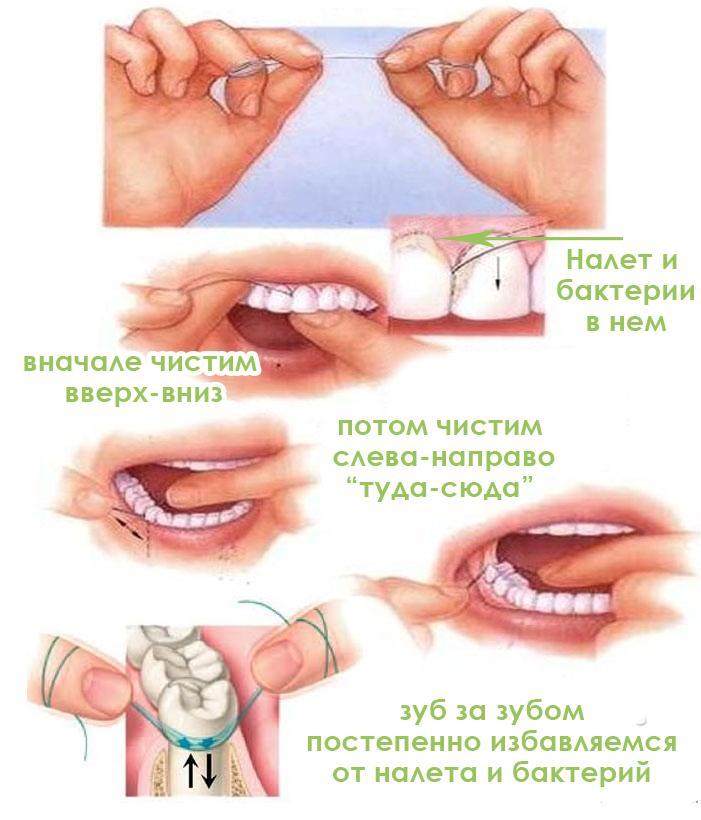 Налет и
бактерии
в нем
вначале чистим
вверх-вниз
потом чистим
слева-направо
“туда-сюда”
зуб за зубом
постепенно избавляемся
от налета и бактерий